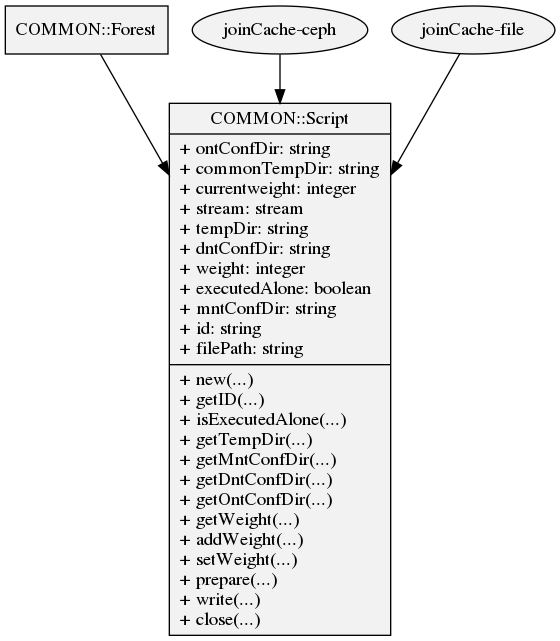 COMMON::Forest
joinCache-ceph
joinCache-file
COMMON::Script
+ ontConfDir: string
+ commonTempDir: string
+ currentweight: integer
+ stream: stream
+ tempDir: string
+ dntConfDir: string
+ weight: integer
+ executedAlone: boolean
+ mntConfDir: string
+ id: string
+ filePath: string
+ new(...)
+ getID(...)
+ isExecutedAlone(...)
+ getTempDir(...)
+ getMntConfDir(...)
+ getDntConfDir(...)
+ getOntConfDir(...)
+ getWeight(...)
+ addWeight(...)
+ setWeight(...)
+ prepare(...)
+ write(...)
+ close(...)